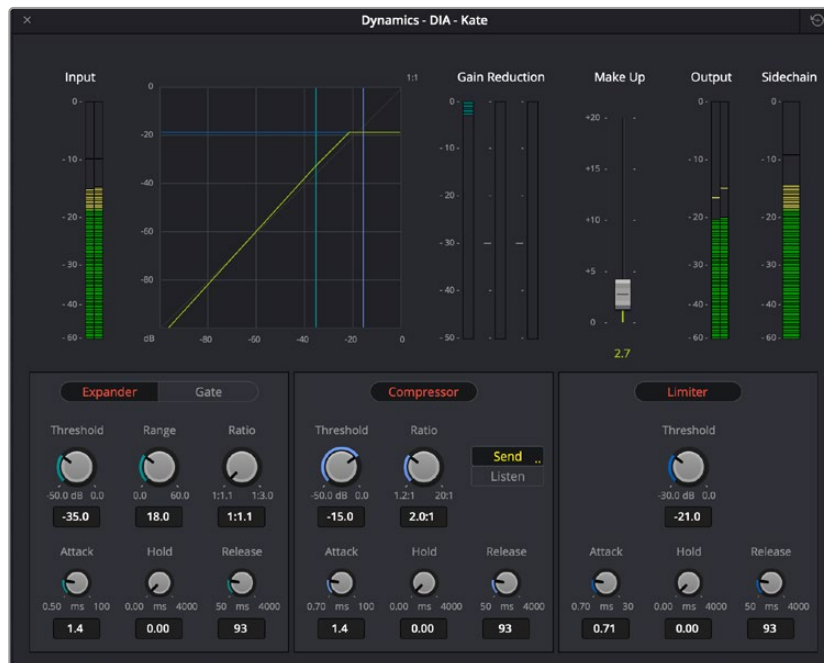 Dynamics - DIA - Kate
Input
Gain Reduction
Make Up
Output
Sidechain
1:1
0-
-10-
-20-
-30-
-40-
-60-
0
-20
-40
-60
-80
dB
-80
-60
-40
-20
0
0-
-10-
-20-
-30-
-40-
-50-
+20-
+15-
+10-
+5-
0-
2.7
0-
-10-
-20-
-30-
-40-
-60-
0-
-10-
-20-
-30-
-40-
-60-
Expander Gate
Threshold Range Ratio
-50.0 dB 0.0 0.0 60.0 1:1.1 1:3.0
-35.0 18.0 1:1.1
Attack Hold Release
0.50 ms 100 0.00 ms 4000 50 ms 4000
1.4 0.00 93
Compressor
Threshold Ratio
Send ..
Listen
-50.0 dB 0.0 1.2:1 20:1
-15.0 2.0:1
Attack Hold Release
0.70 ms 100 0.00 ms 4000 50 ms 4000
1.4 0.00 93
Limiter
Threshold
-30.0 dB 0.0
-21.0
Attack Hold Release
0.70 ms 30 0.00 ms 4000 50 ms 4000
0.71 0.00 93